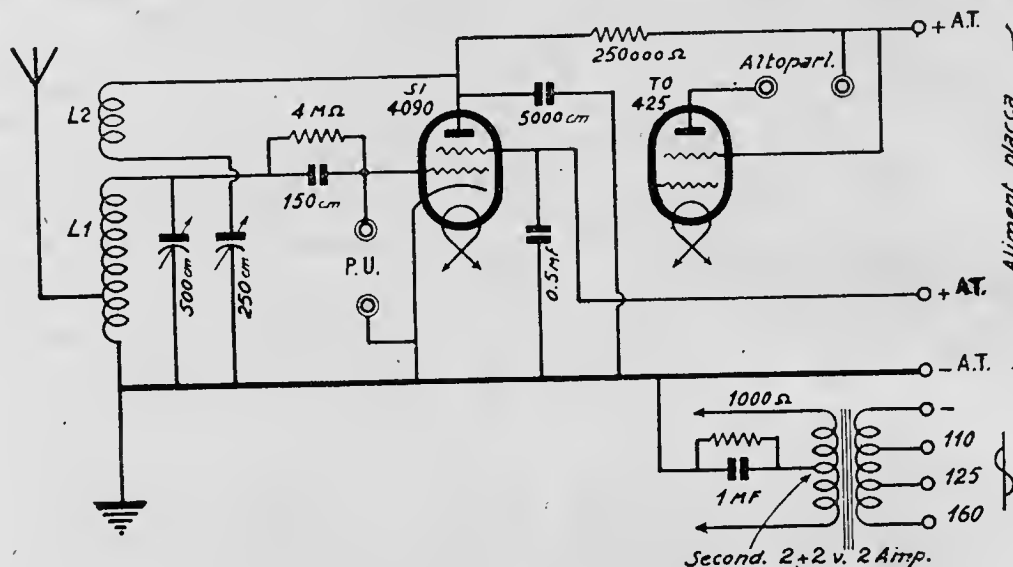 + A.T.
250000 Ω
Altoparl.
TO
425
SI
4090
5000 cm
L2
4 MΩ
150 cm
L1
500 cm
250 cm
P.U.
0.5 MF
Aliment placca
+ A.T.
- A.T.
1000 Ω
-
110
125
160
1 MF
Second. 2+2 v. 2 Amp.